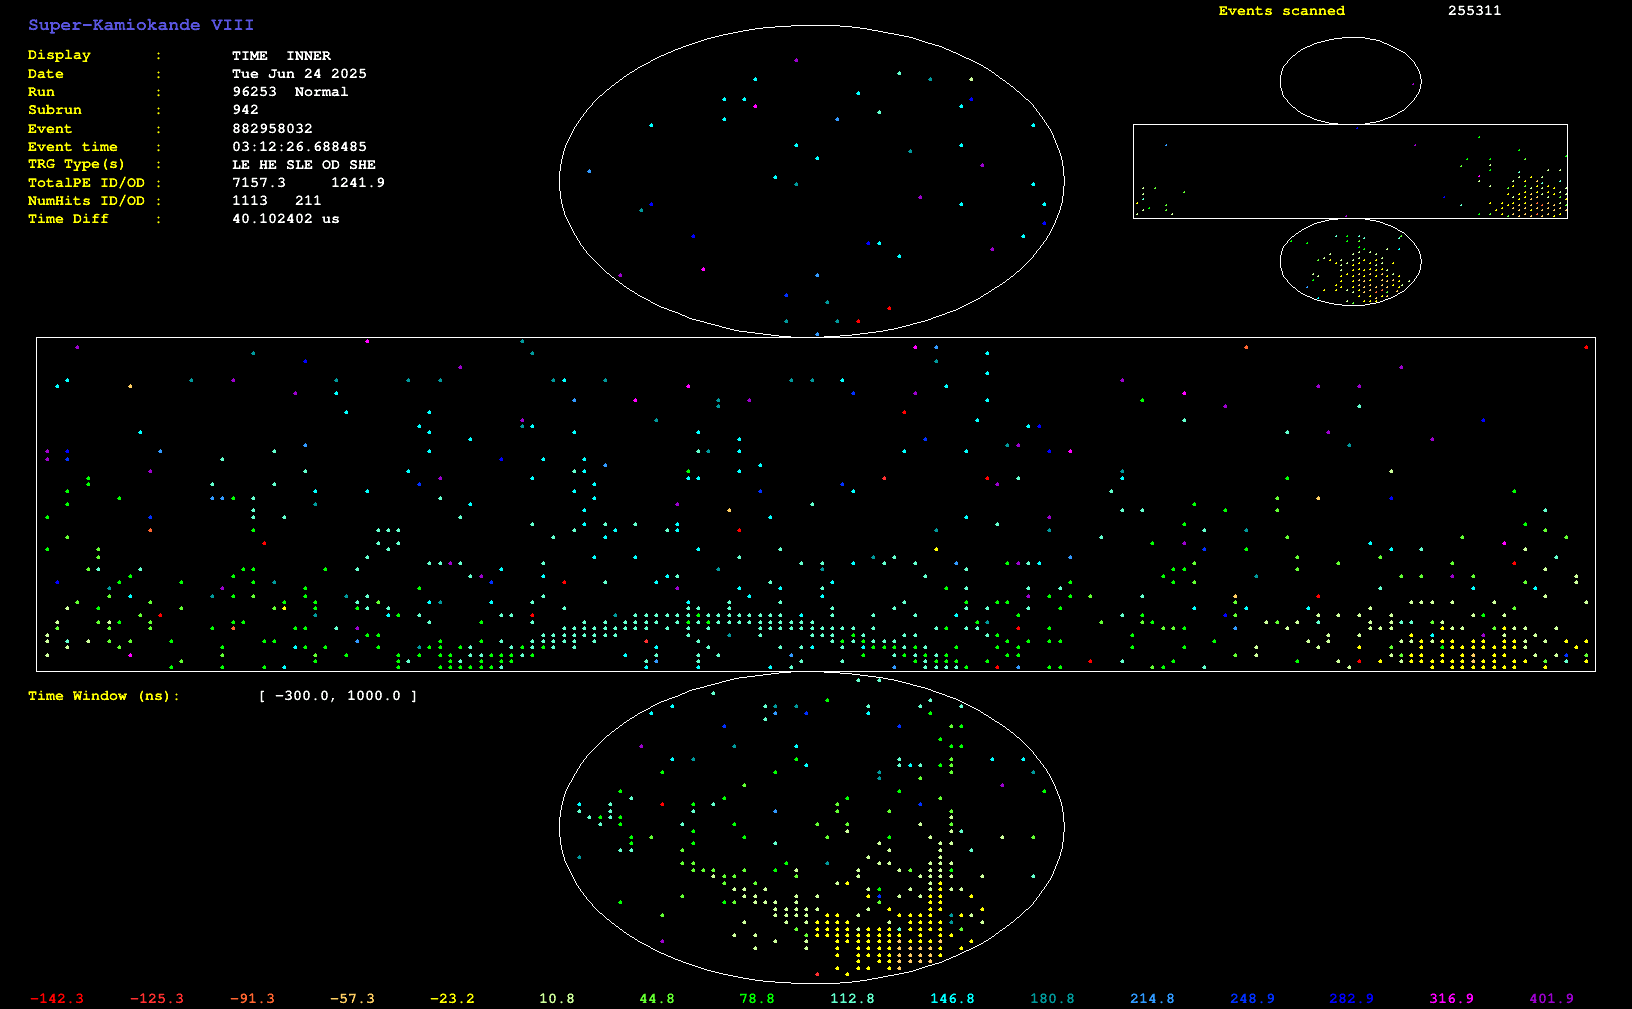 Super-Kamiokande VIII
Events scanned 255311
Display : TIME INNER
Date : Tue Jun 24 2025
Run : 96253 Normal
Subrun : 942
Event : 882958032
Event time : 03:12:26.688485
TRG Type(s) : LE HE SLE OD SHE
TotalPE ID/OD : 7157.3 1241.9
NumHits ID/OD : 1113 211
Time Diff : 40.102402 us
Time Window (ns): [ -300.0, 1000.0 ]
-142.3 -125.3 -91.3 -57.3 -23.2 10.8 44.8 78.8 112.8 146.8 180.8 214.8 248.9 282.9 316.9 401.9